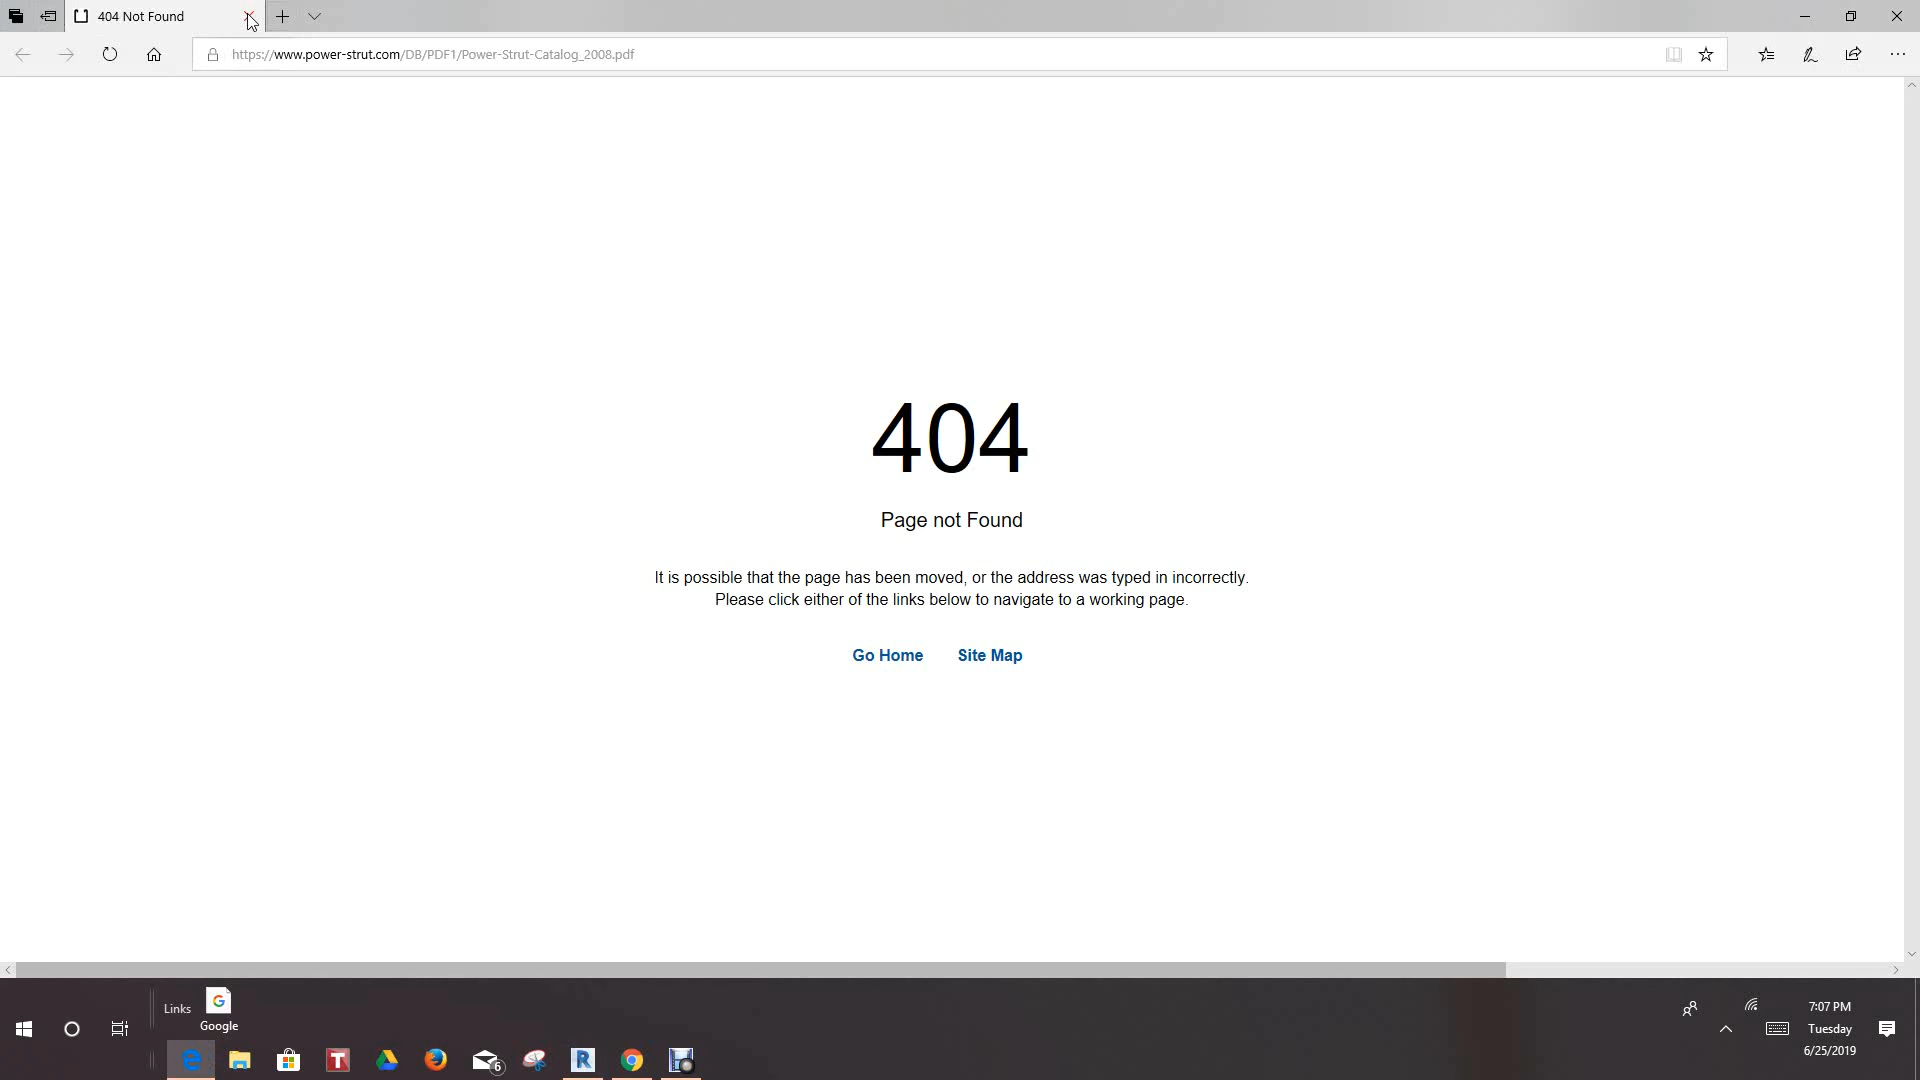 404 Not Found
https://www.power-strut.com/DB/PDF1/Power-Strut-Catalog_2008.pdf
404
Page not Found
It is possible that the page has been moved, or the address was typed in incorrectly.
Please click either of the links below to navigate to a working page.
Go Home Site Map
Links
G
Google
T
6
R
7:07 PM
Tuesday
6/25/2019